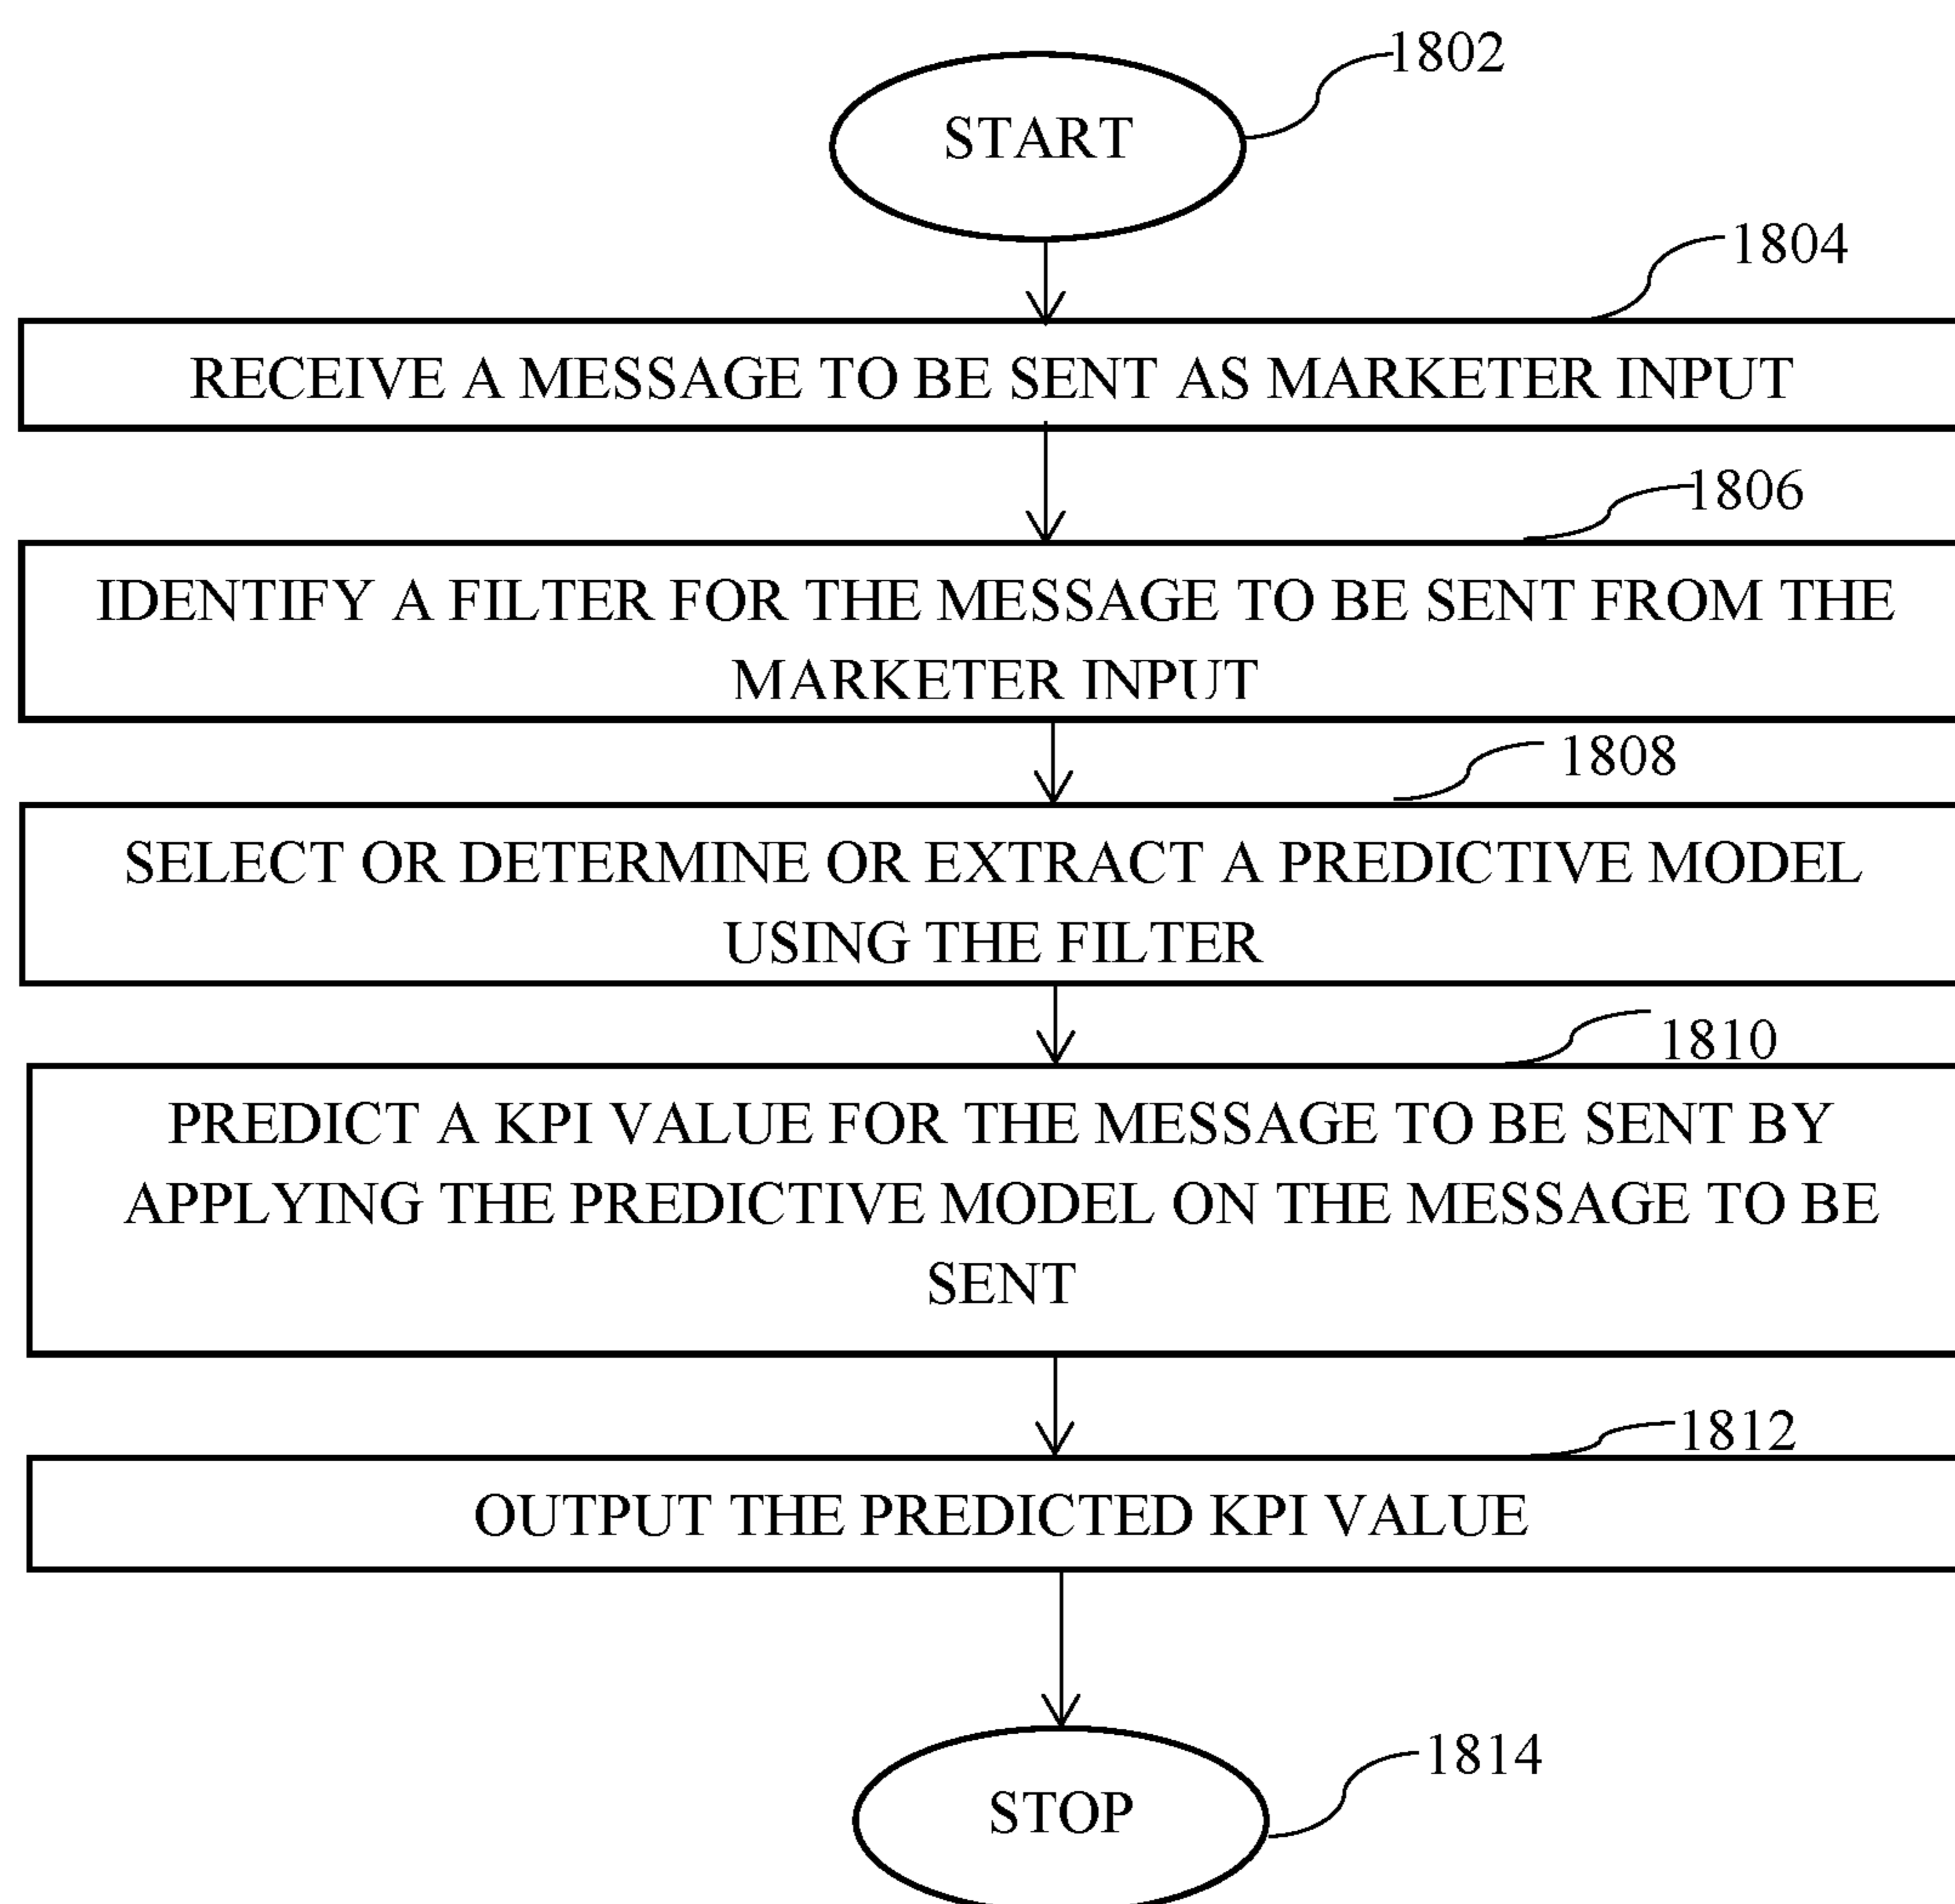 1802
START
1804
RECEIVE A MESSAGE TO BE SENT AS MARKETER INPUT
1806
IDENTIFY A FILTER FOR THE MESSAGE TO BE SENT FROM THE
MARKETER INPUT
1808
SELECT OR DETERMINE OR EXTRACT A PREDICTIVE MODEL
USING THE FILTER
1810
PREDICT A KPI VALUE FOR THE MESSAGE TO BE SENT BY
APPLYING THE PREDICTIVE MODEL ON THE MESSAGE TO BE
SENT
1812
OUTPUT THE PREDICTED KPI VALUE
1814
STOP